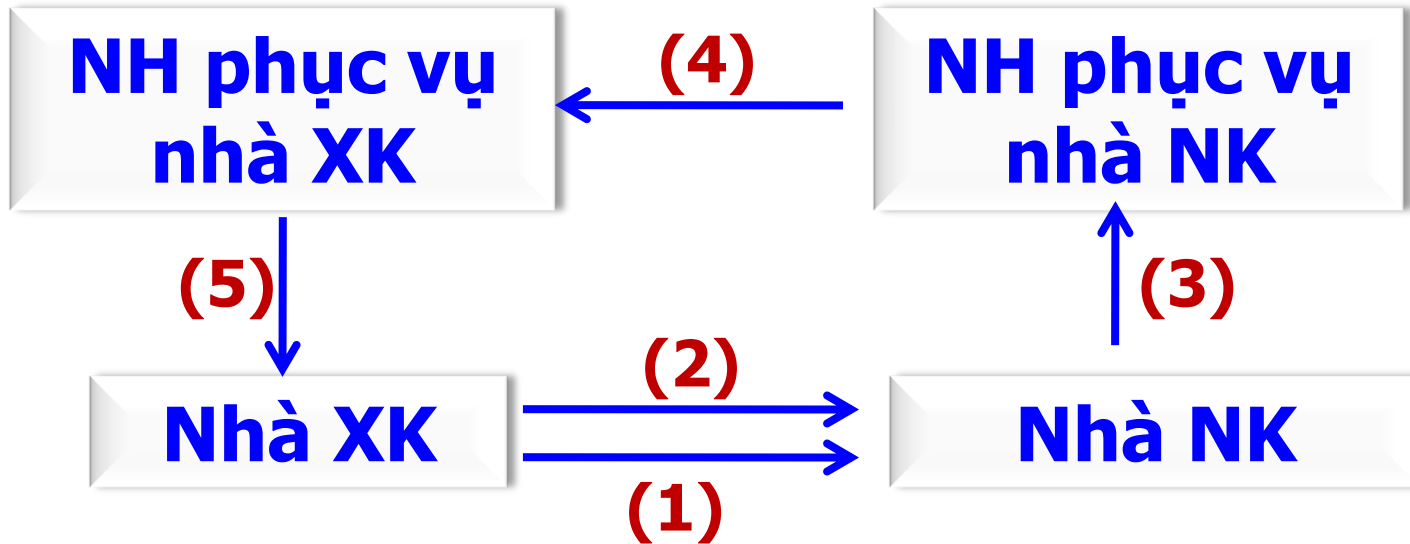 NH phục vụ
nhà XK
(4)
NH phục vụ
nhà NK
(5)
(3)
(2)
Nhà XK
Nhà NK
(1)